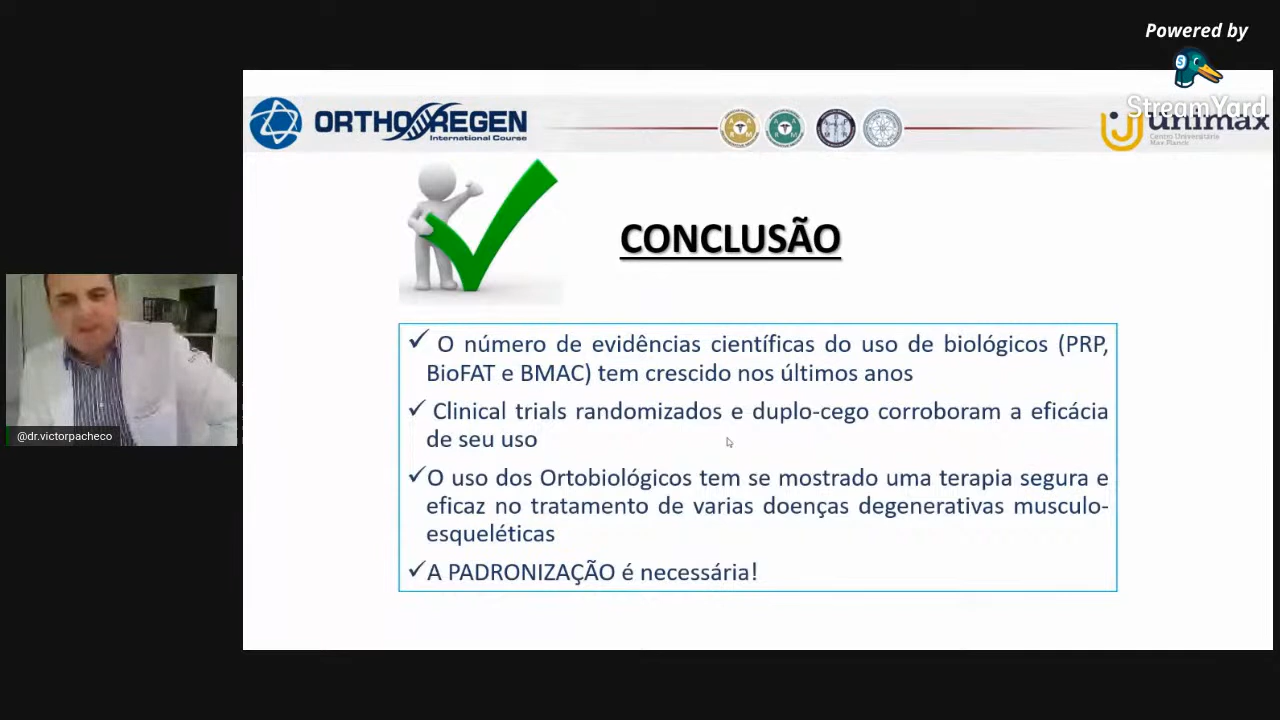 Powered by
StreamYard
ORTHOREGEN
International Course
unimax
Centro Universitário
Max Planck
CONCLUSÃO
O número de evidências científicas do uso de biológicos (PRP,
BioFAT e BMAC) tem crescido nos últimos anos
Clinical trials randomizados e duplo-cego corroboram a eficácia
de seu uso
O uso dos Ortobiológicos tem se mostrado uma terapia segura e
eficaz no tratamento de varias doenças degenerativas musculo-
esqueléticas
A PADRONIZAÇÃO é necessária!
@dr.victorpacheco